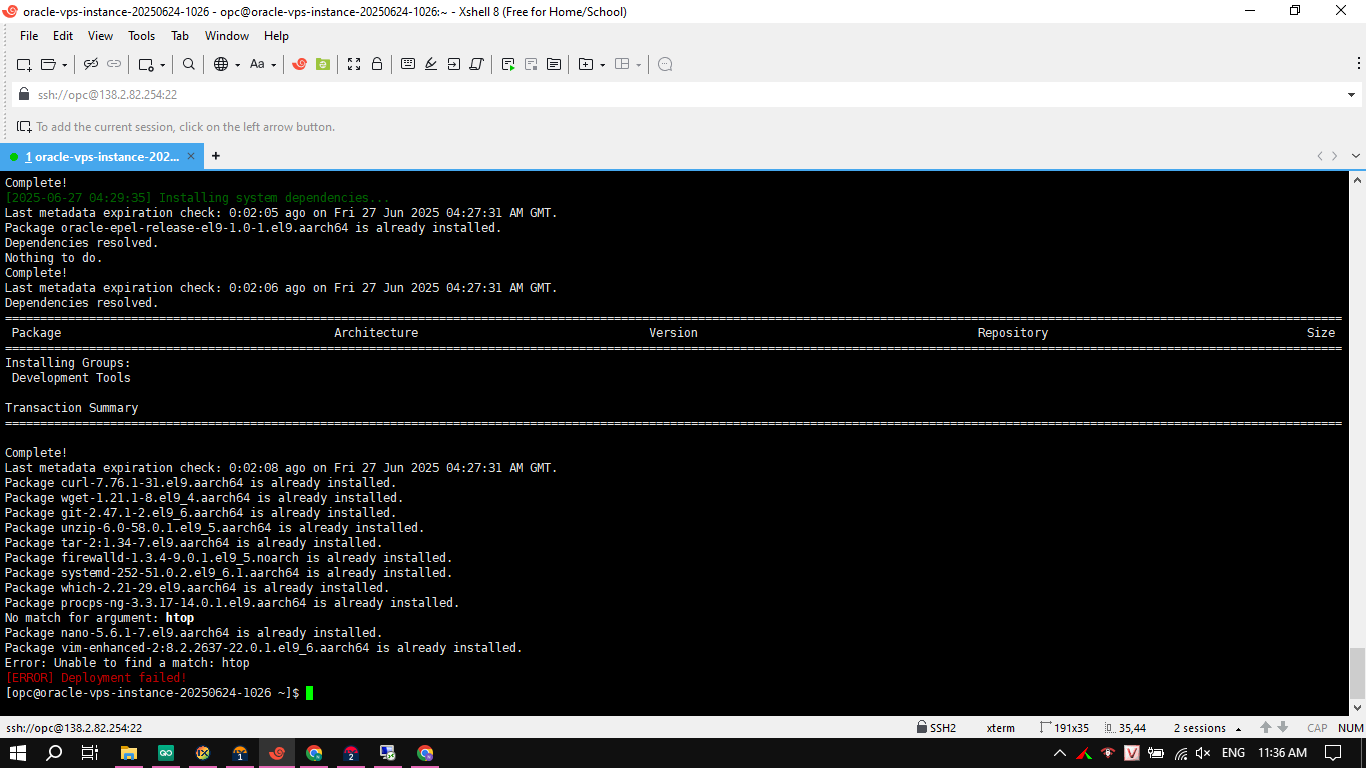 oracle-vps-instance-20250624-1026 - opc@oracle-vps-instance-20250624-1026:~ - Xshell 8 (Free for Home/School)
File Edit View Tools Tab Window Help
Aa
ssh://opc@138.2.82.254:22
To add the current session, click on the left arrow button.
1 oracle-vps-instance-202... × +
Complete!
[2025-06-27 04:29:35] Installing system dependencies...
Last metadata expiration check: 0:02:05 ago on Fri 27 Jun 2025 04:27:31 AM GMT.
Package oracle-epel-release-el9-1.0-1.el9.aarch64 is already installed.
Dependencies resolved.
Nothing to do.
Complete!
Last metadata expiration check: 0:02:06 ago on Fri 27 Jun 2025 04:27:31 AM GMT.
Dependencies resolved.
Package Architecture Version Repository Size
Installing Groups:
Development Tools
Transaction Summary
Complete!
Last metadata expiration check: 0:02:08 ago on Fri 27 Jun 2025 04:27:31 AM GMT.
Package curl-7.76.1-31.el9.aarch64 is already installed.
Package wget-1.21.1-8.el9_4.aarch64 is already installed.
Package git-2.47.1-2.el9_6.aarch64 is already installed.
Package unzip-6.0-58.0.1.el9_5.aarch64 is already installed.
Package tar-2:1.34-7.el9.aarch64 is already installed.
Package firewalld-1.3.4-9.0.1.el9_5.noarch is already installed.
Package systemd-252-51.0.2.el9_6.1.aarch64 is already installed.
Package which-2.21-29.el9.aarch64 is already installed.
Package procps-ng-3.3.17-14.0.1.el9.aarch64 is already installed.
No match for argument: htop
Package nano-5.6.1-7.el9.aarch64 is already installed.
Package vim-enhanced-2:8.2.2637-22.0.1.el9_6.aarch64 is already installed.
Error: Unable to find a match: htop
[ERROR] Deployment failed!
[opc@oracle-vps-instance-20250624-1026 ~]$
ssh://opc@138.2.82.254:22 SSH2 xterm 191x35 35,44 2 sessions CAP NUM
GO 1 2 V ENG 11:36 AM